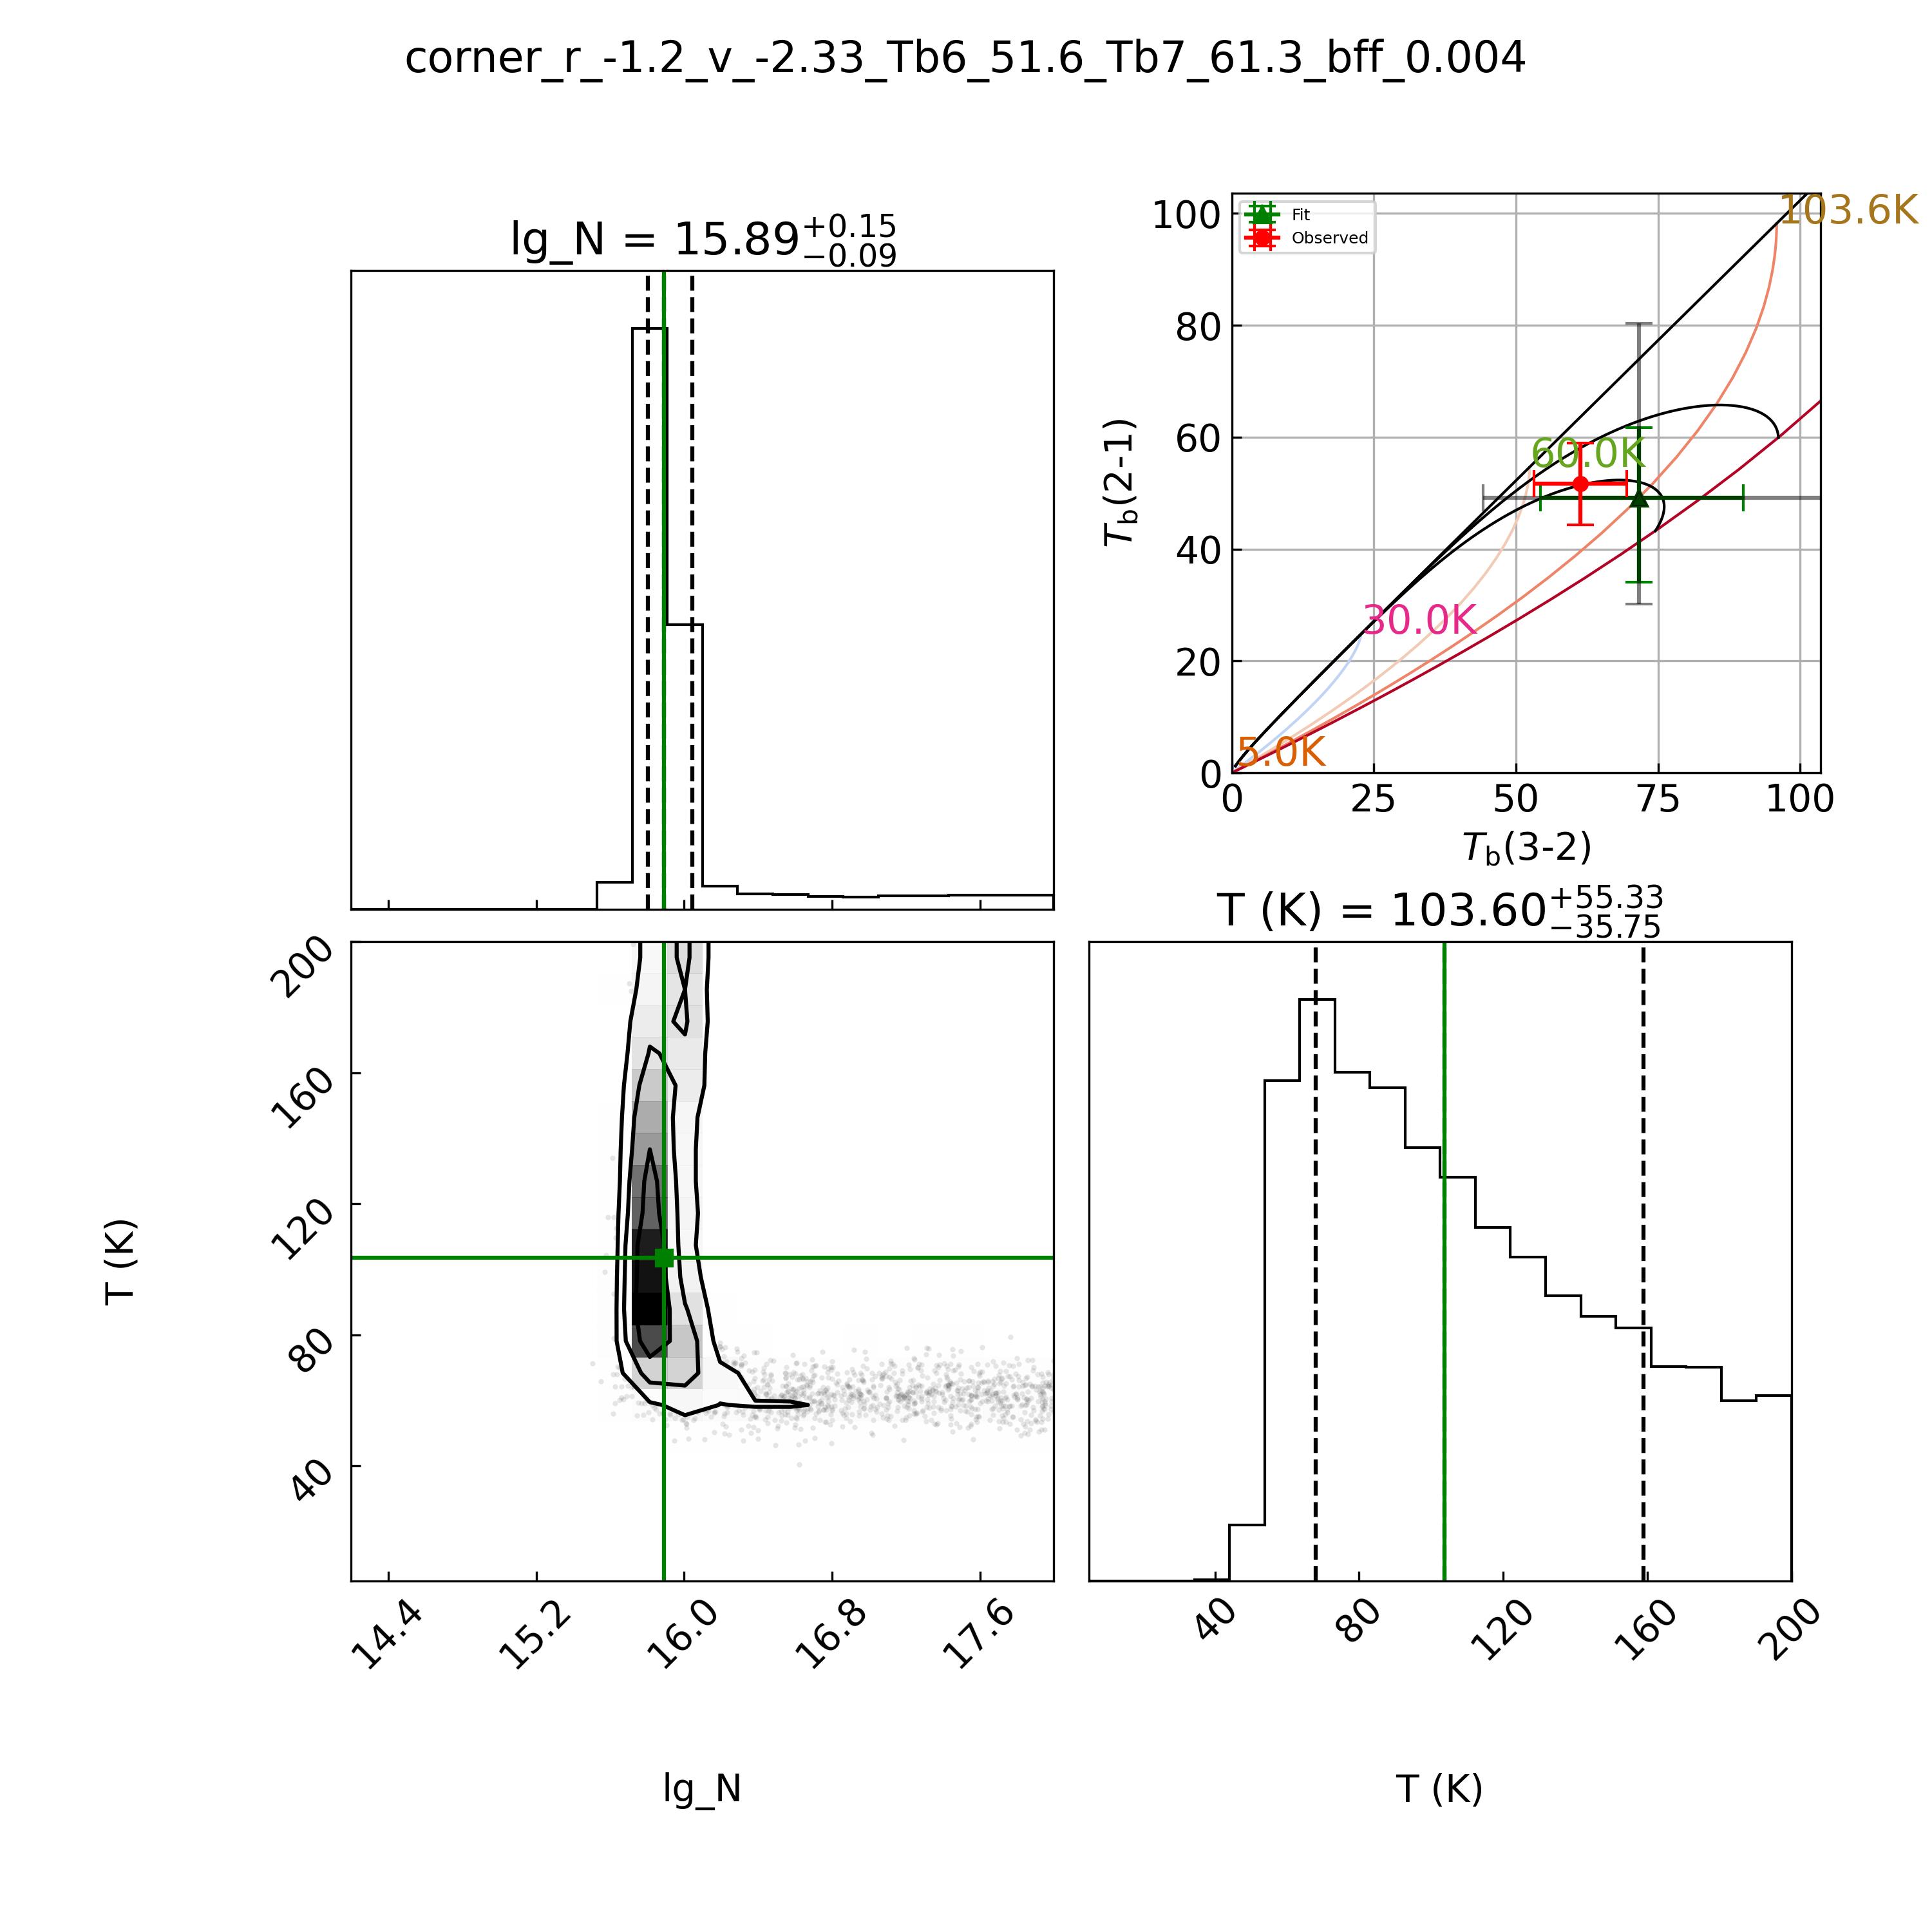 corner_r_-1.2_v_-2.33_Tb6_51.6_Tb7_61.3_bff_0.004
lg_N = 15.89+0.15−0.09
100
80
60
40
20
0
Tb(2-1)
Fit
Observed
103.6K
60.0K
30.0K
5.0K
0 25 50 75 100
Tb(3-2)
T (K) = 103.60+55.33−35.75
200
160
120
80
40
T (K)
14.4 15.2 16.0 16.8 17.6
lg_N
40 80 120 160 200
T (K)